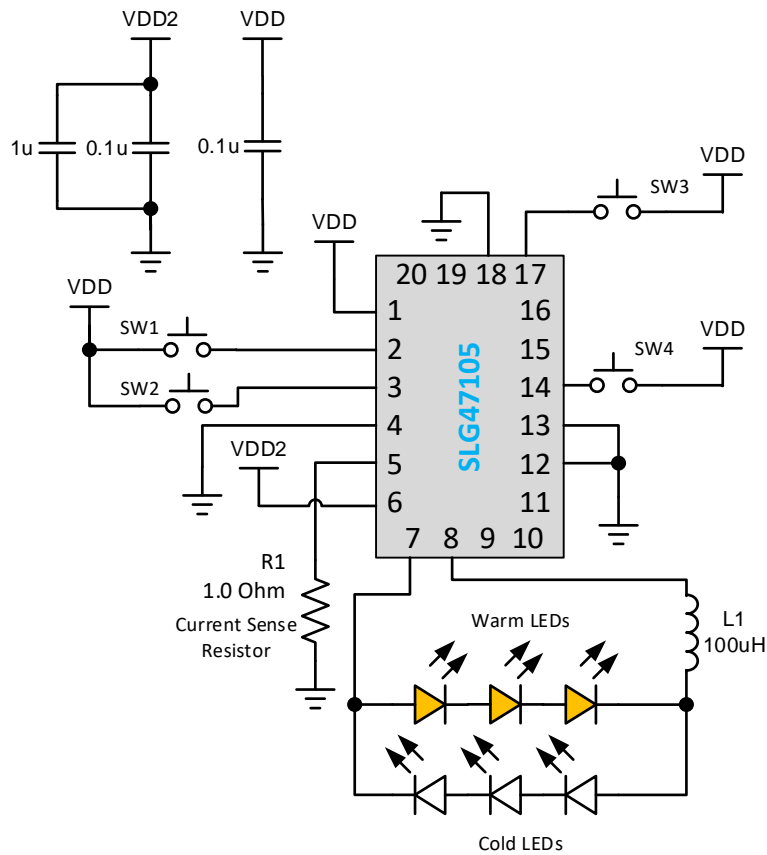 VDD2
VDD
1u
0.1u
0.1u
VDD
SW3
VDD
VDD
20 19 18 17
1
16
SW1
2
15
VDD
SW2
3
14
SW4
SLG47105
4
13
VDD2
5
12
6
11
7 8 9 10
R1
1.0 Ohm
Current Sense
Resistor
Warm LEDs
L1
100uH
Cold LEDs